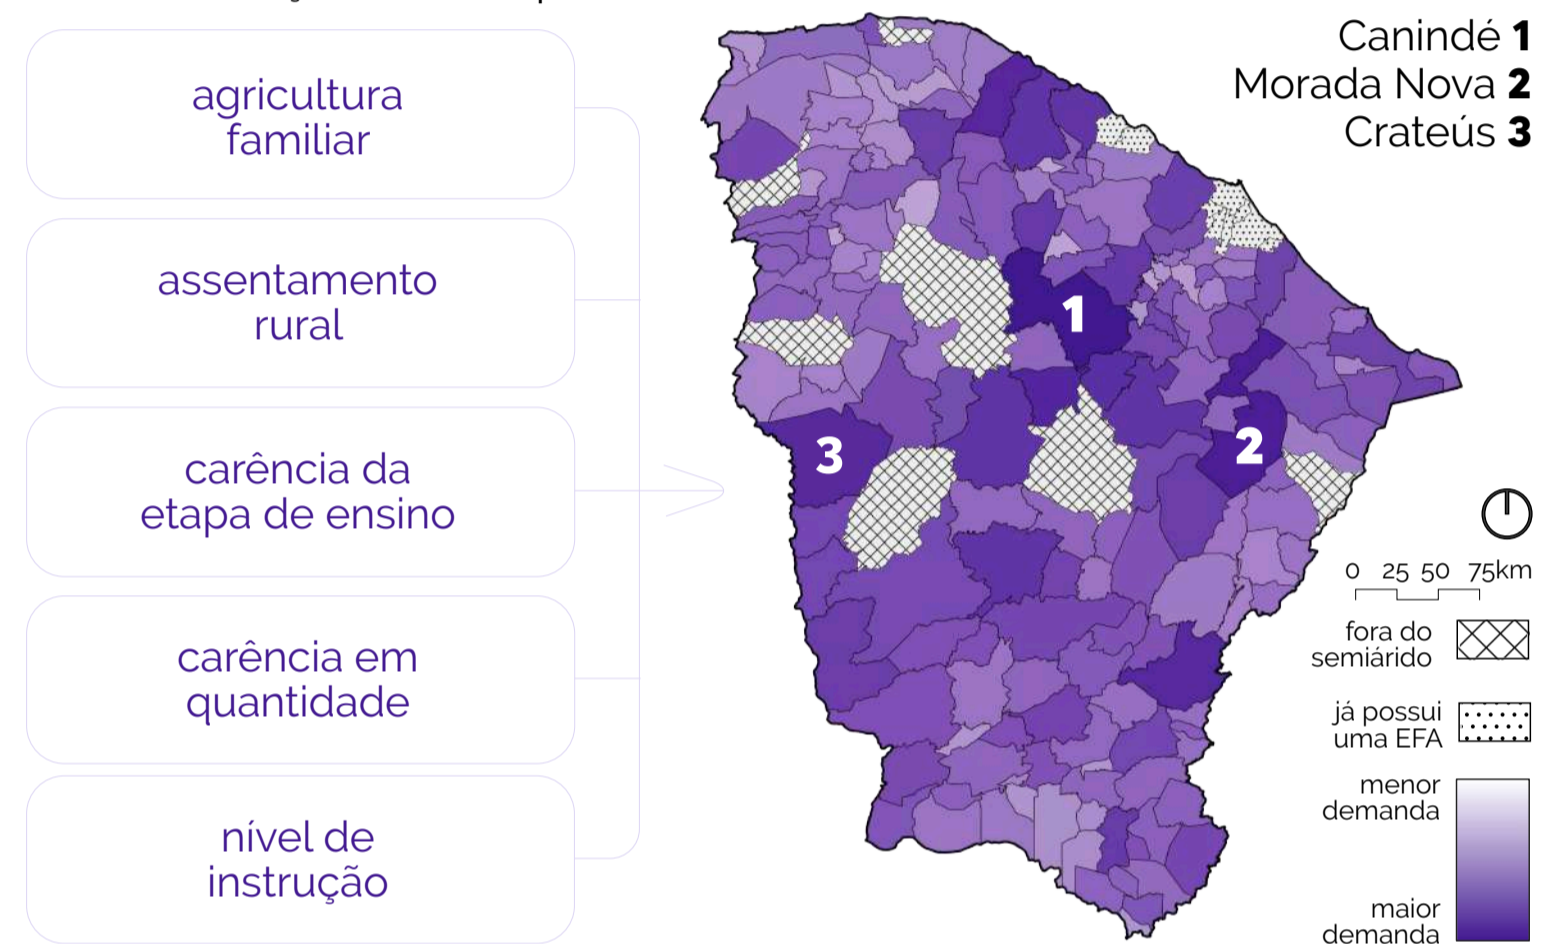 agricultura
familiar
assentamento
rural
carência da
etapa de ensino
carência em
quantidade
nível de
instrução
Canindé 1
Morada Nova 2
Crateús 3
1
2
3
0 25 50 75km
fora do
semiárido
já possui
uma EFA
menor
demanda
maior
demanda